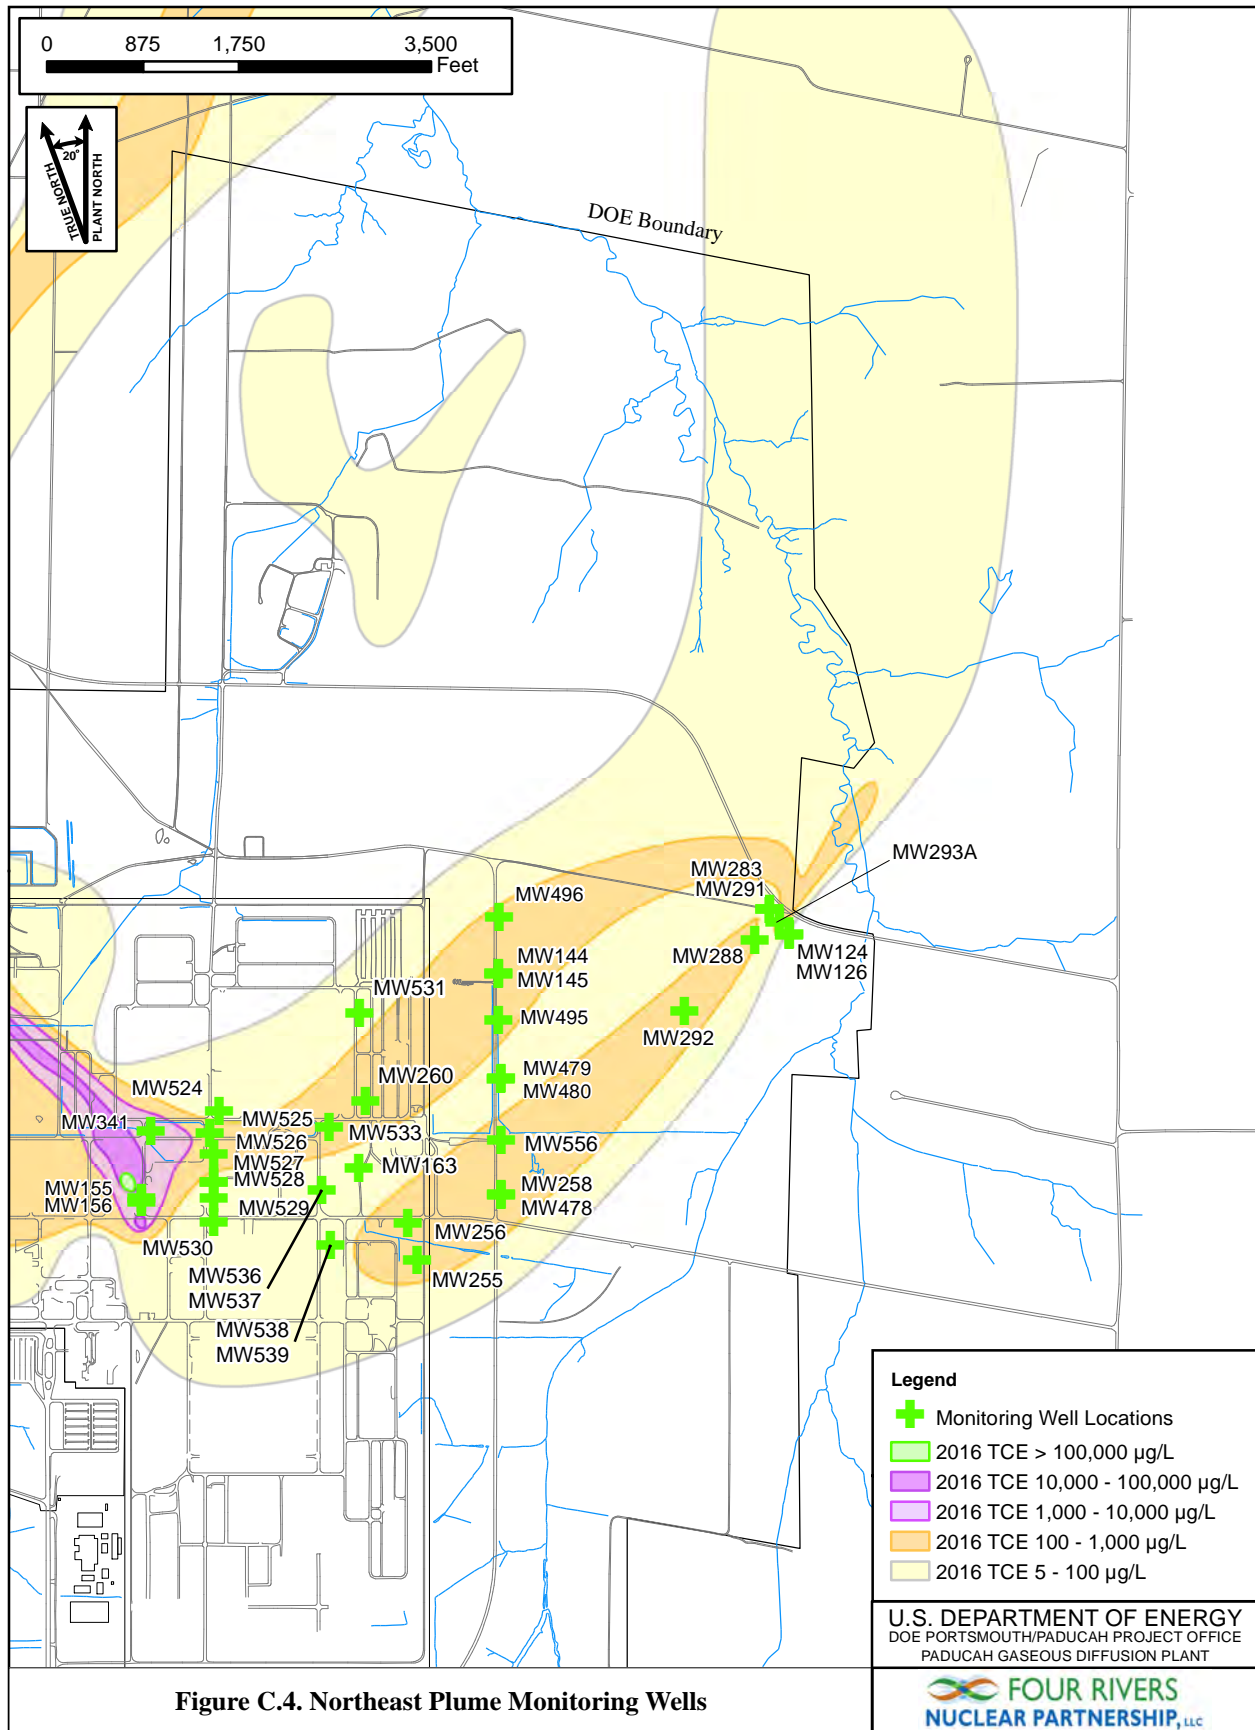 0 875 1,750 3,500
Feet
TRUE NORTH
20°
PLANT NORTH
DOE Boundary
MW293A
MW283
MW291
MW496
MW288
MW124
MW126
MW144
MW145
MW531
MW495
MW292
MW479
MW480
MW260
MW524
MW525
MW341
MW526
MW533
MW527
MW556
MW528
MW163
MW155
MW156
MW529
MW258
MW478
MW530
MW256
MW255
MW536
MW537
MW538
MW539
Legend
Monitoring Well Locations
2016 TCE > 100,000 µg/L
2016 TCE 10,000 - 100,000 µg/L
2016 TCE 1,000 - 10,000 µg/L
2016 TCE 100 - 1,000 µg/L
2016 TCE 5 - 100 µg/L
U.S. DEPARTMENT OF ENERGY
DOE PORTSMOUTH/PADUCAH PROJECT OFFICE
PADUCAH GASEOUS DIFFUSION PLANT
Figure C.4. Northeast Plume Monitoring Wells
FOUR RIVERS
NUCLEAR PARTNERSHIP, LLC